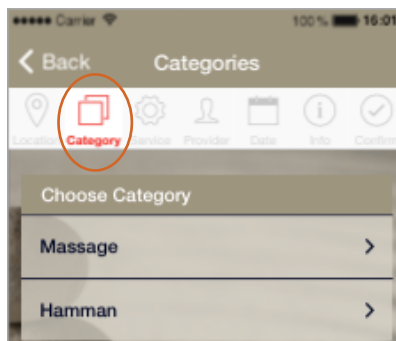 Carrier 100% 16:01
Back Categories
Location Category Service Provider Date Info Confirm
Choose Category
Massage
Hamman